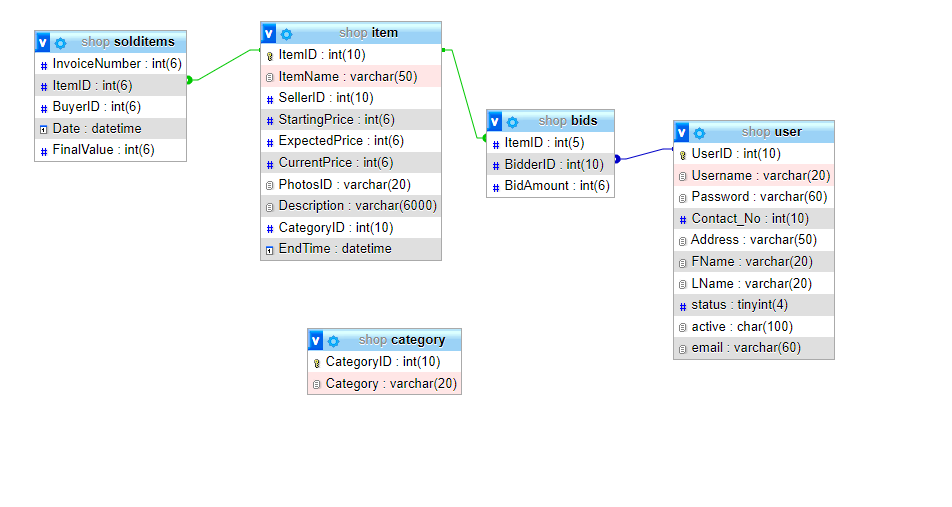 v shop solditems
# InvoiceNumber : int(6)
# ItemID : int(6)
# BuyerID : int(6)
Date : datetime
# FinalValue : int(6)
v shop item
ItemID : int(10)
ItemName : varchar(50)
# SellerID : int(10)
# StartingPrice : int(6)
# ExpectedPrice : int(6)
# CurrentPrice : int(6)
PhotosID : varchar(20)
Description : varchar(6000)
# CategoryID : int(10)
EndTime : datetime
v shop bids
# ItemID : int(5)
# BidderID : int(10)
# BidAmount : int(6)
v shop user
UserID : int(10)
Username : varchar(20)
Password : varchar(60)
# Contact_No : int(10)
Address : varchar(50)
FName : varchar(20)
LName : varchar(20)
# status : tinyint(4)
active : char(100)
email : varchar(60)
v shop category
CategoryID : int(10)
Category : varchar(20)